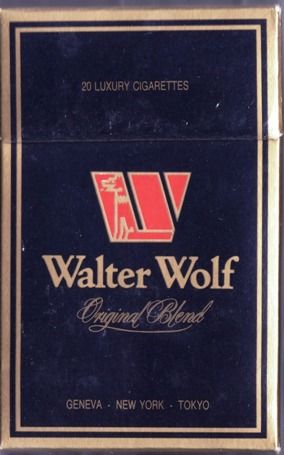 20 LUXURY CIGARETTES
W
Walter Wolf
Original Blend
GENEVA · NEW YORK · TOKYO